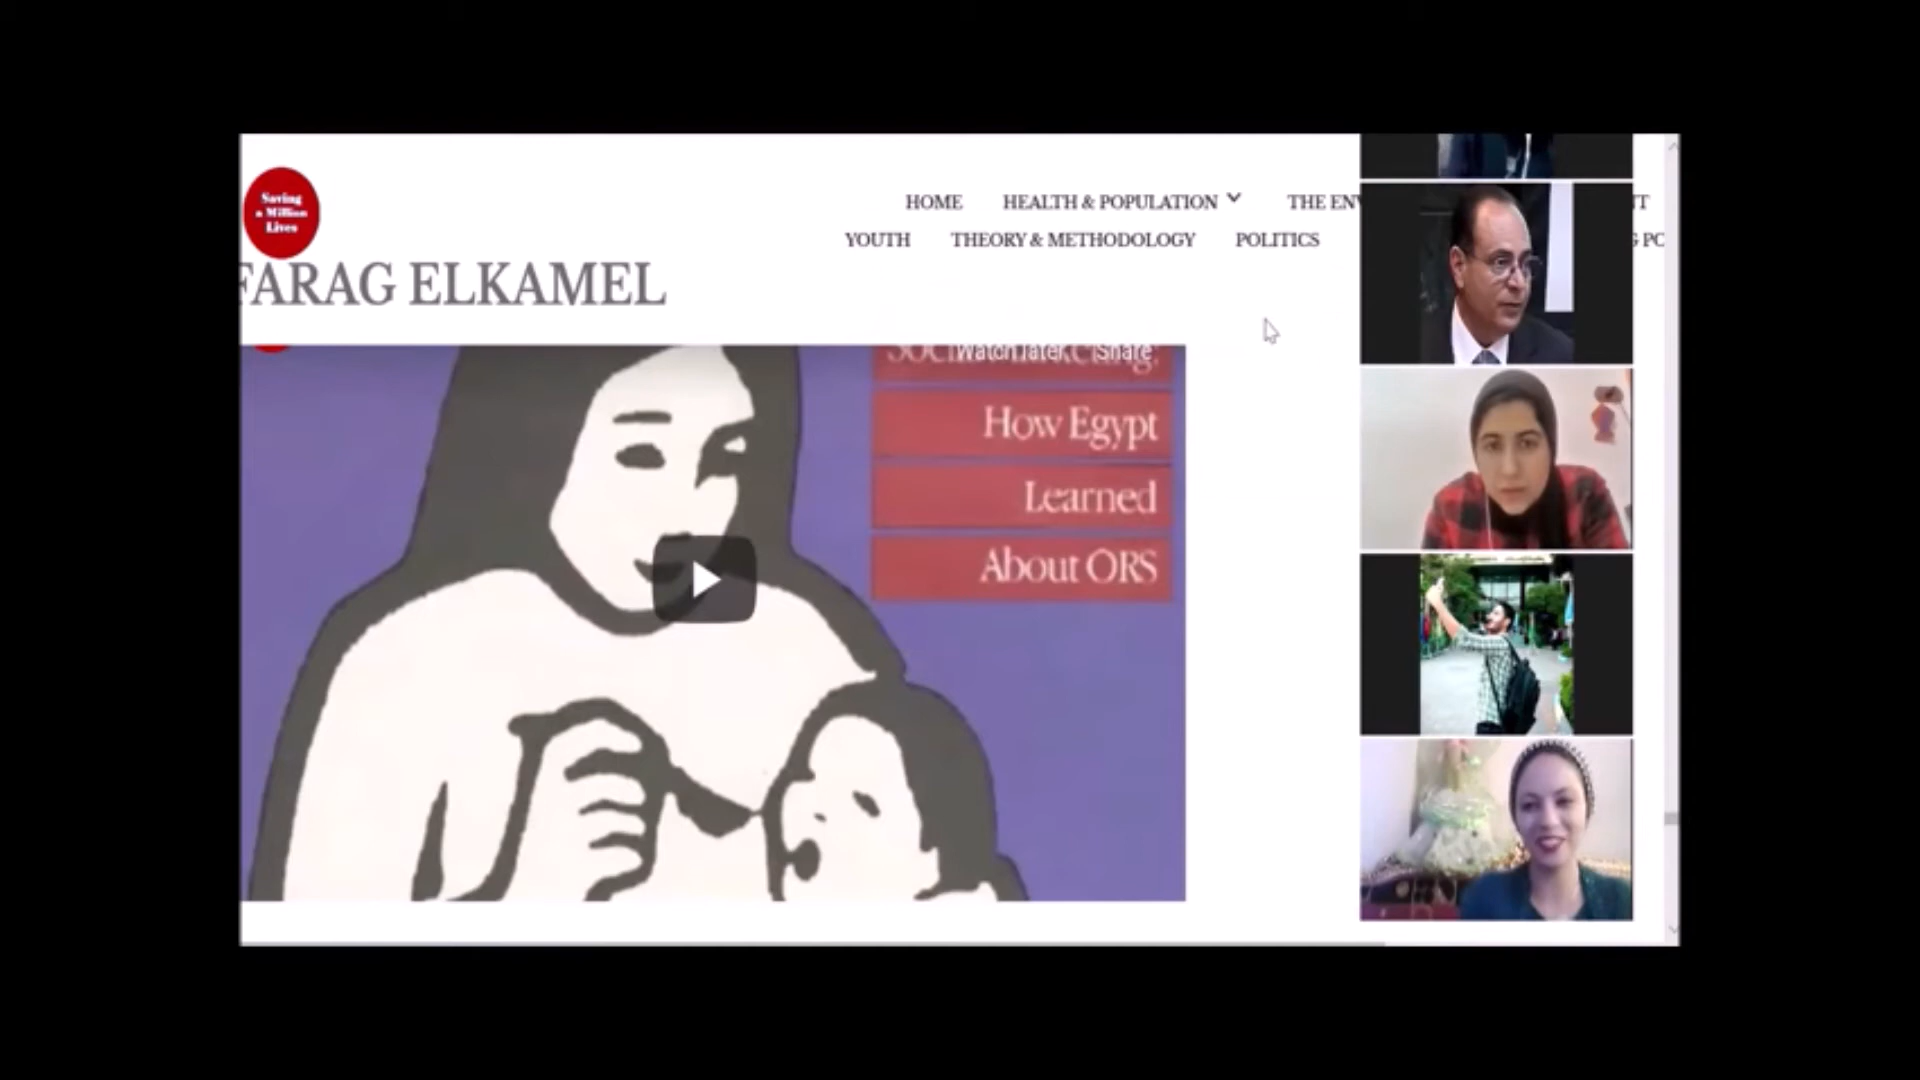 Saving
a Million
Lives
HOME HEALTH & POPULATION THE
YOUTH THEORY & METHODOLOGY POLITICS
FARAG ELKAMEL
Watch later Share
How Egypt
Learned
About ORS